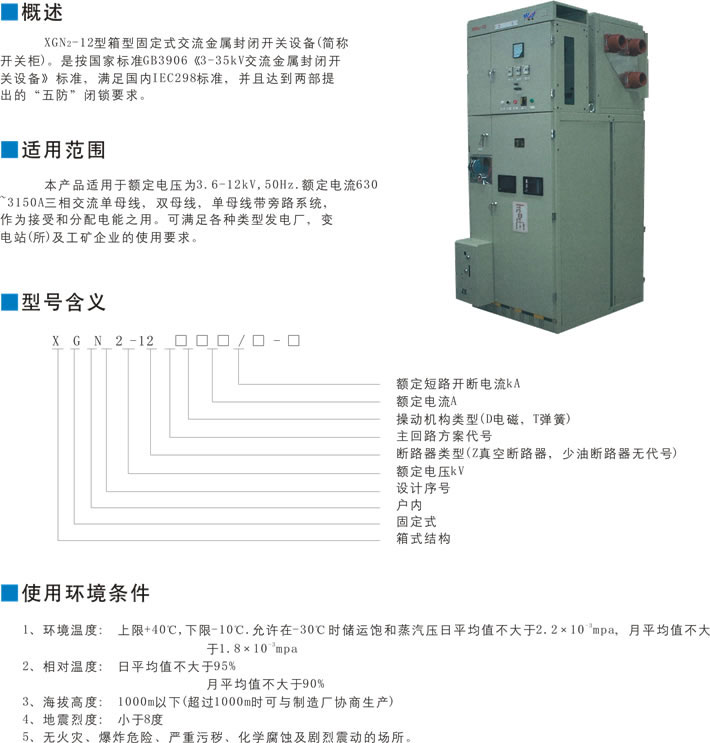 概述
XGN2-12型箱型固定式交流金属封闭开关设备(简称
开关柜)。是按国家标准GB3906《3-35kV交流金属封闭开
关设备》标准, 满足国内IEC298标准, 并且达到两部提
出的“五防”闭锁要求。
适用范围
本产品适用于额定电压为3.6-12kV,50Hz.额定电流630
~3150A三相交流单母线, 双母线, 单母线带旁路系统,
作为接受和分配电能之用。可满足各种类型发电厂, 变
电站(所)及工矿企业的使用要求。
型号含义
X G N 2-12 □□□/□-□
额定短路开断电流kA
额定电流A
操动机构类型(D电磁, T弹簧)
主回路方案代号
断路器类型(Z真空断路器, 少油断路器无代号)
额定电压kV
设计序号
户内
固定式
箱式结构
使用环境条件
1、环境温度: 上限+40℃,下限-10℃.允许在-30℃时储运饱和蒸汽压日平均值不大于2.2×10⁻³mpa, 月平均值不大
于1.8×10⁻³mpa
2、相对温度: 日平均值不大于95%
月平均值不大于90%
3、海拔高度: 1000m以下(超过1000m时可与制造厂协商生产)
4、地震烈度: 小于8度
5、无火灾、爆炸危险、严重污秽、化学腐蚀及剧烈震动的场所。